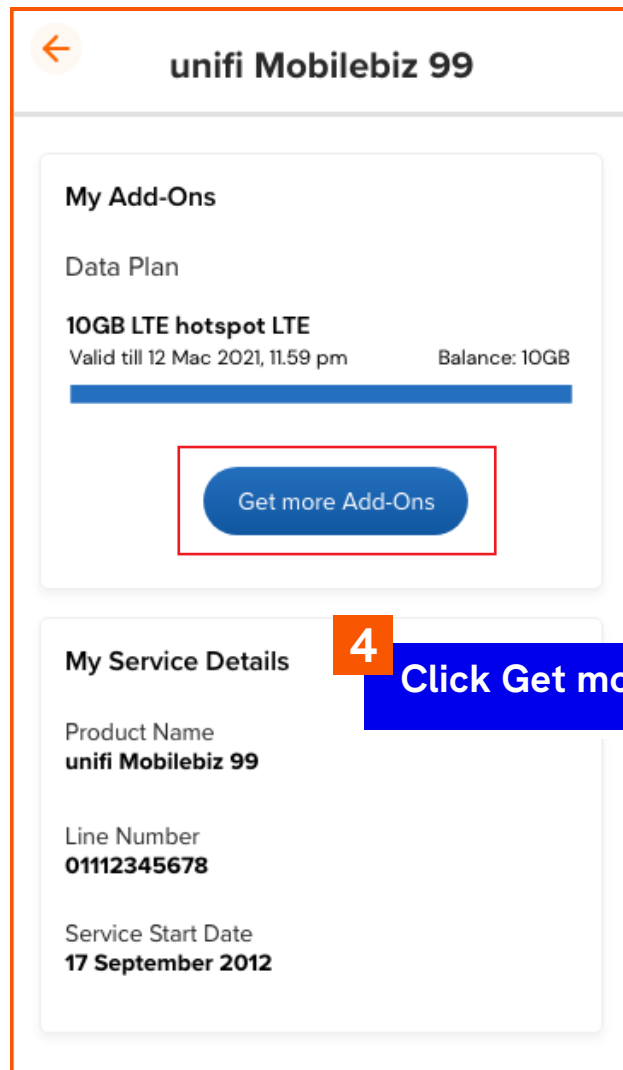 unifi Mobilebiz 99
My Add-Ons
Data Plan
10GB LTE hotspot LTE
Valid till 12 Mac 2021, 11.59 pm Balance: 10GB
Get more Add-Ons
4
Click Get mo
My Service Details
Product Name
unifi Mobilebiz 99
Line Number
01112345678
Service Start Date
17 September 2012